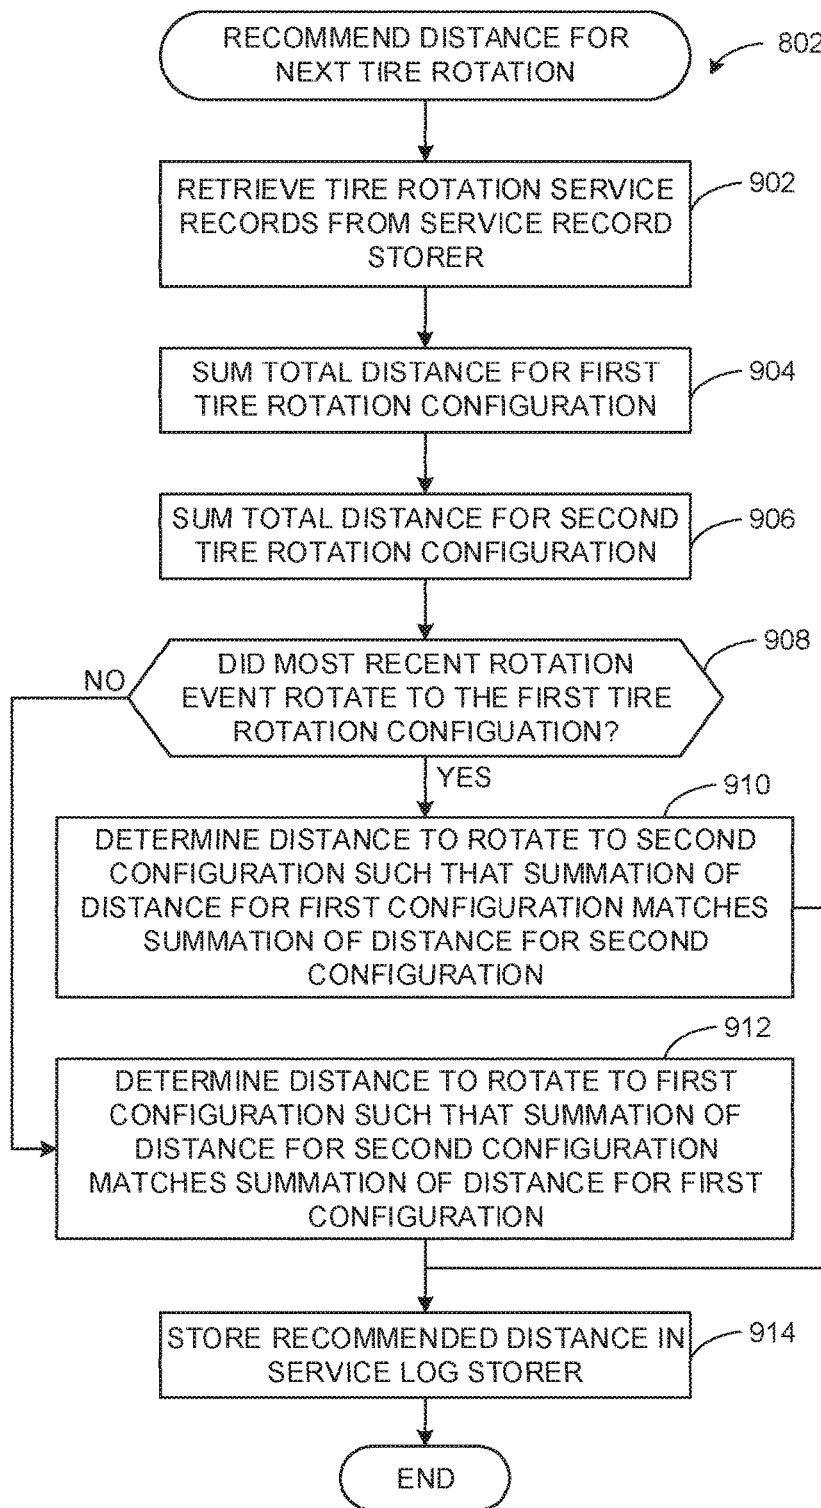 RECOMMEND DISTANCE FOR
NEXT TIRE ROTATION
802
RETRIEVE TIRE ROTATION SERVICE
RECORDS FROM SERVICE RECORD
STORER
902
SUM TOTAL DISTANCE FOR FIRST
TIRE ROTATION CONFIGURATION
904
SUM TOTAL DISTANCE FOR SECOND
TIRE ROTATION CONFIGURATION
906
DID MOST RECENT ROTATION
EVENT ROTATE TO THE FIRST TIRE
ROTATION CONFIGUATION?
908
NO
YES
910
DETERMINE DISTANCE TO ROTATE TO SECOND
CONFIGURATION SUCH THAT SUMMATION OF
DISTANCE FOR FIRST CONFIGURATION MATCHES
SUMMATION OF DISTANCE FOR SECOND
CONFIGURATION
912
DETERMINE DISTANCE TO ROTATE TO FIRST
CONFIGURATION SUCH THAT SUMMATION OF
DISTANCE FOR SECOND CONFIGURATION
MATCHES SUMMATION OF DISTANCE FOR FIRST
CONFIGURATION
STORE RECOMMENDED DISTANCE IN
SERVICE LOG STORER
914
END